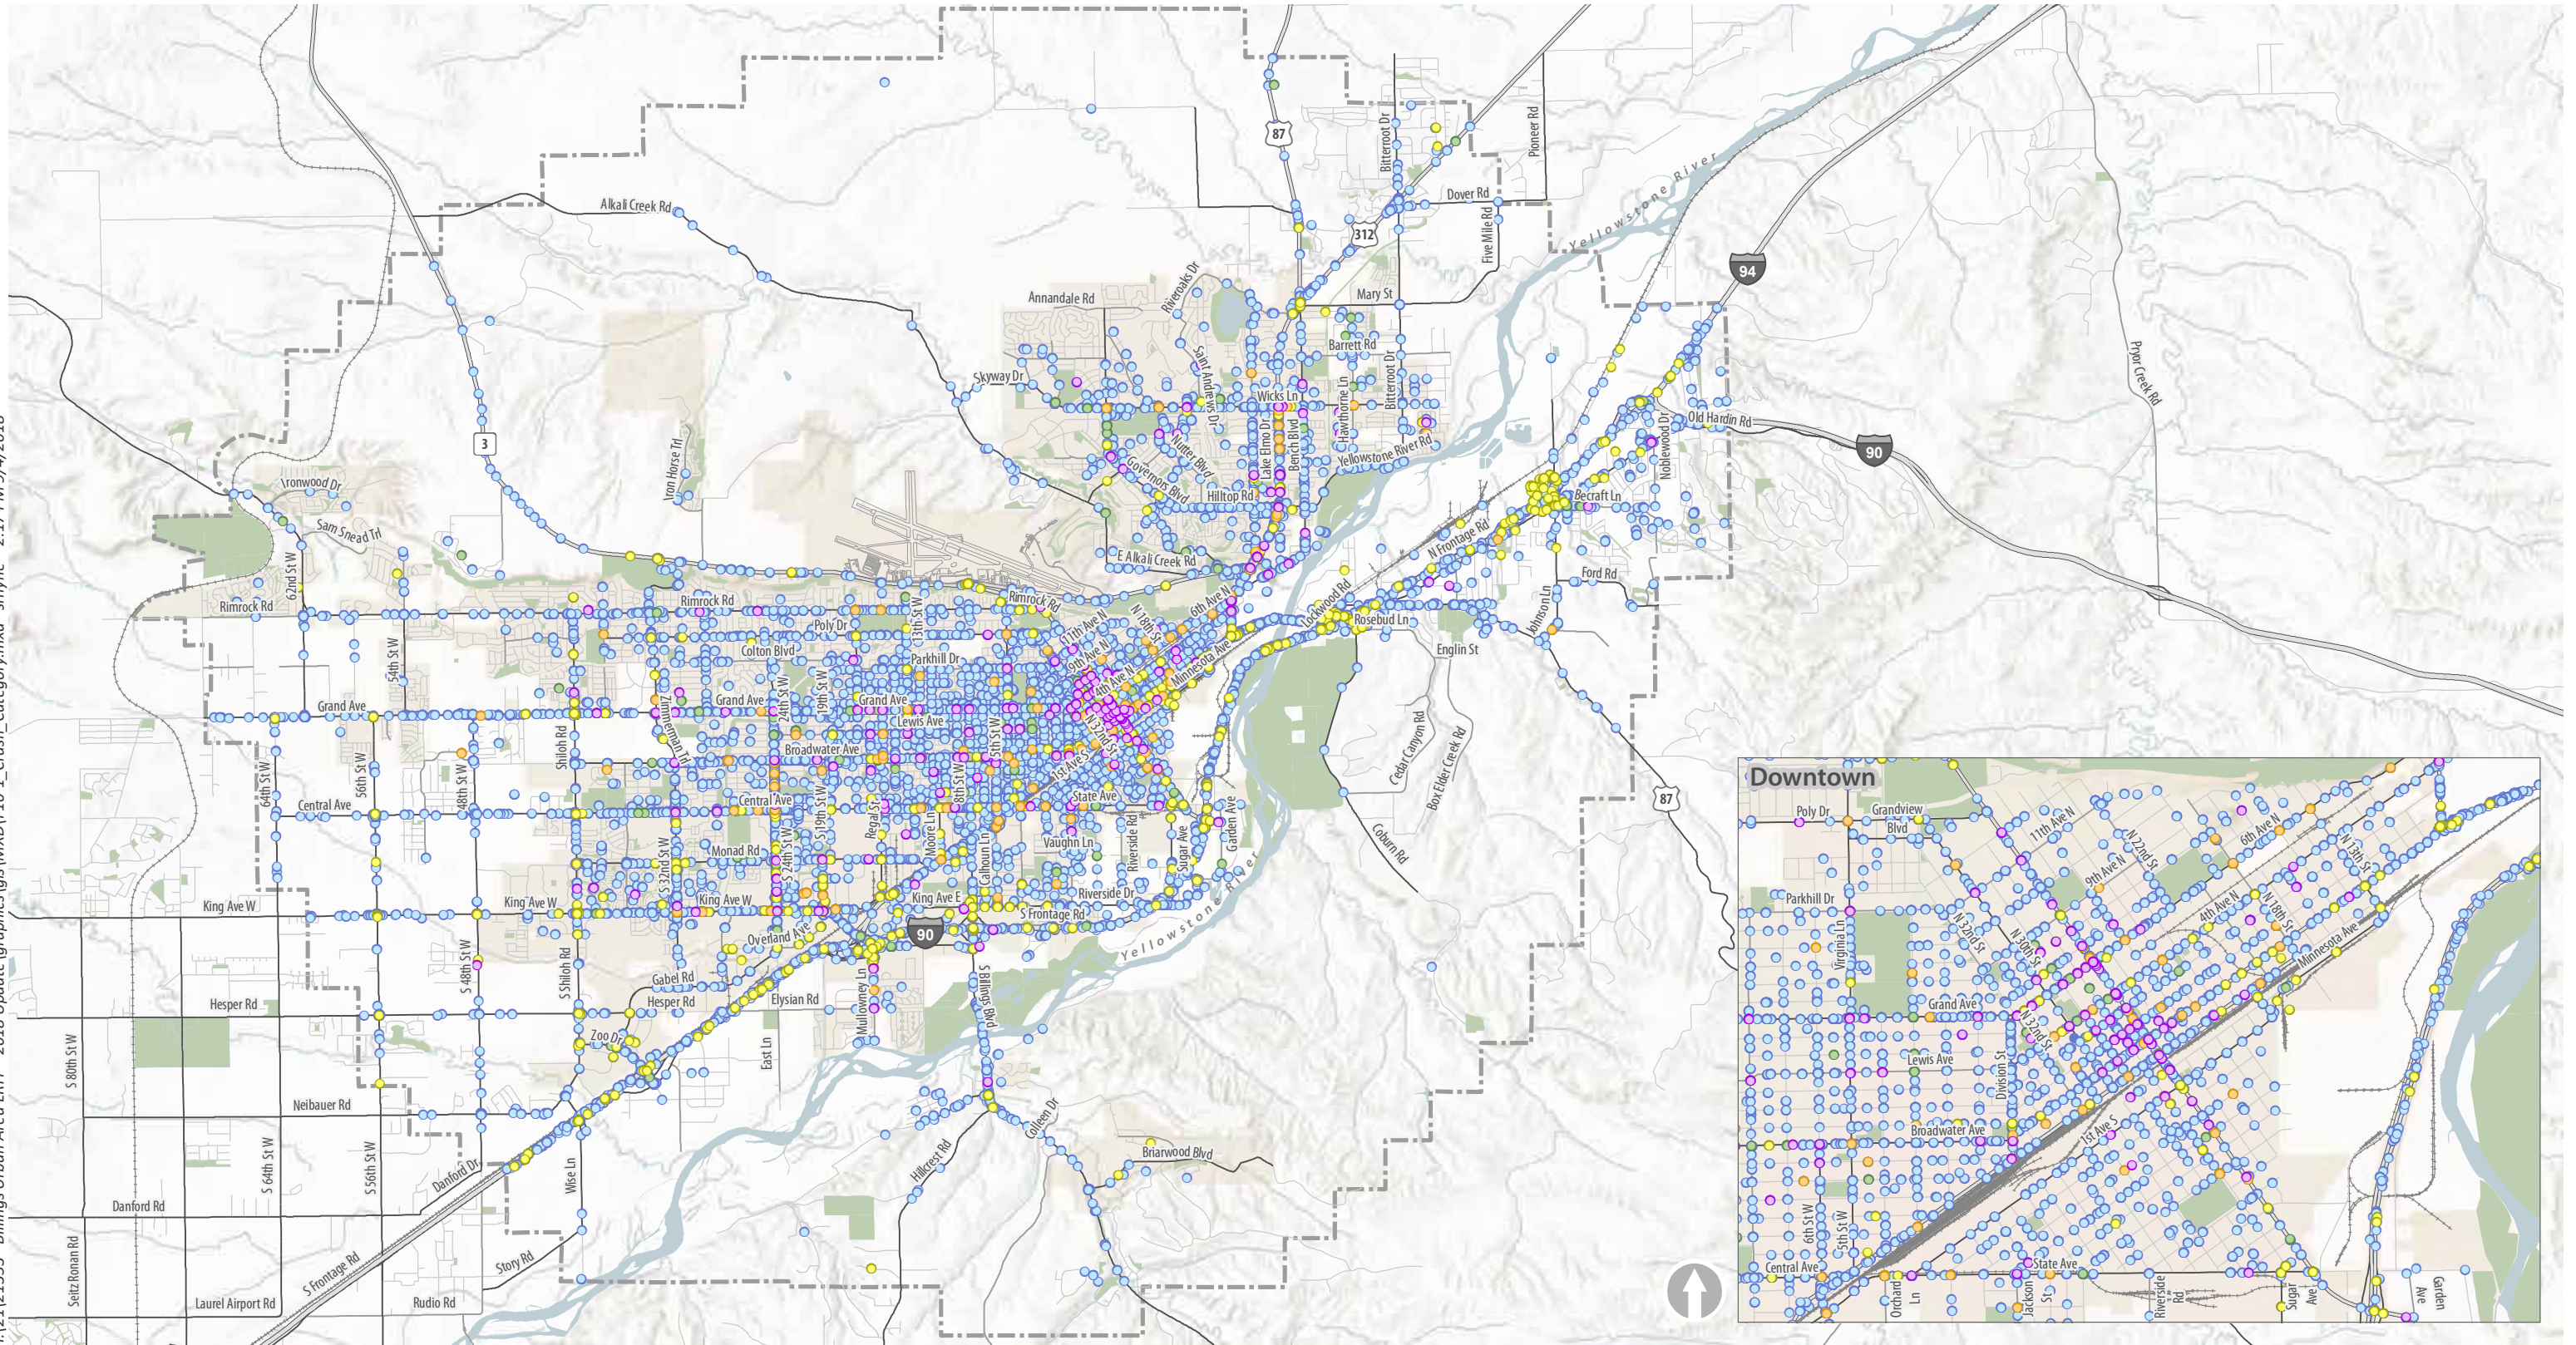 87
Bitterroot Dr
Pioneer Rd
Alkali Creek Rd
Dover Rd
Five Mile Rd
312
Yellowstone River
94
Riveroaks Dr
Annandale Rd
Mary St
Barrett Rd
Saint Andrews Dr
Pryor Creek Rd
Skyway Dr
Wicks Ln
Hawthorne Ln
Bitterroot Dr
Old Hardin Rd
3
Iron Horse Trl
Lake Elmo Dr
Bench Blvd
Nutter Blvd
Noblewood Dr
90
Yellowstone River Rd
Governors Blvd
Ironwood Dr
Hilltop Rd
Becraft Ln
Sam Snead Trl
N Frontage Rd
E Alkali Creek Rd
62nd St W
Ford Rd
Rimrock Rd
Rimrock Rd
Rimrock Rd
6th Ave N
Lockwood Rd
Johnson Ln
13th St W
11th Ave N
N 18th St
Poly Dr
Rosebud Ln
54th St W
Colton Blvd
Parkhill Dr
9th Ave N
Minnesota Ave
Englin St
4th Ave N
Grand Ave
Zimmerman Trl
Grand Ave
24th St W
19th St W
Grand Ave
Lewis Ave
N 32nd St
Shiloh Rd
Broadwater Ave
15th St W
Cedar Canyon Rd
Box Elder Creek Rd
64th St W
56th St W
48th St W
8th St W
1st Ave S
87
Central Ave
Central Ave
S 19th St W
Regal St
State Ave
Moore Ln
Riverside Rd
Garden Ave
Sugar Ave
Vaughn Ln
Coburn Rd
Monad Rd
S 32nd St W
S 24th St W
Calhoun Ln
King Ave W
King Ave W
King Ave W
King Ave E
Riverside Dr
S Frontage Rd
90
Overland Ave
Yellowstone River
S 48th St W
S Shiloh Rd
Gabel Rd
Hesper Rd
Hesper Rd
Elysian Rd
Mullowney Ln
S Billings Blvd
Zoo Dr
East Ln
S 80th St W
Neibauer Rd
Colleen Dr
S 64th St W
S 56th St W
Danford Dr
Wise Ln
Hillcrest Rd
Briarwood Blvd
Danford Rd
Seitz Ronan Rd
S Frontage Rd
Story Rd
Laurel Airport Rd
Rudio Rd
Downtown
Poly Dr
Grandview
Blvd
11th Ave N
N 22nd St
6th Ave N
N 13th St
9th Ave N
Parkhill Dr
Virginia Ln
N 32nd St
N 30th St
4th Ave N
N 18th St
Minnesota Ave
Grand Ave
N 32nd St
Lewis Ave
Division St
Broadwater Ave
1st Ave S
6th St W
5th St W
Central Ave
State Ave
Orchard
Ln
Jackson
St
Riverside
Rd
Sugar
Ave
Garden
Ave